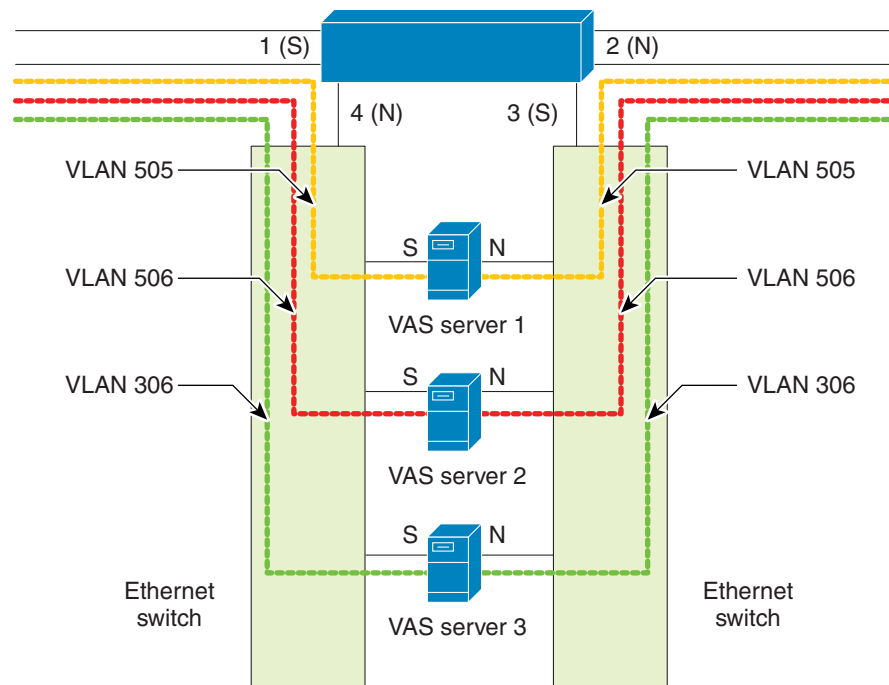 1 (S)
2 (N)
4 (N)
3 (S)
VLAN 505
VLAN 505
S
N
VLAN 506
VLAN 506
VAS server 1
S
N
VLAN 306
VLAN 306
VAS server 2
S
N
Ethernet
switch
VAS server 3
Ethernet
switch